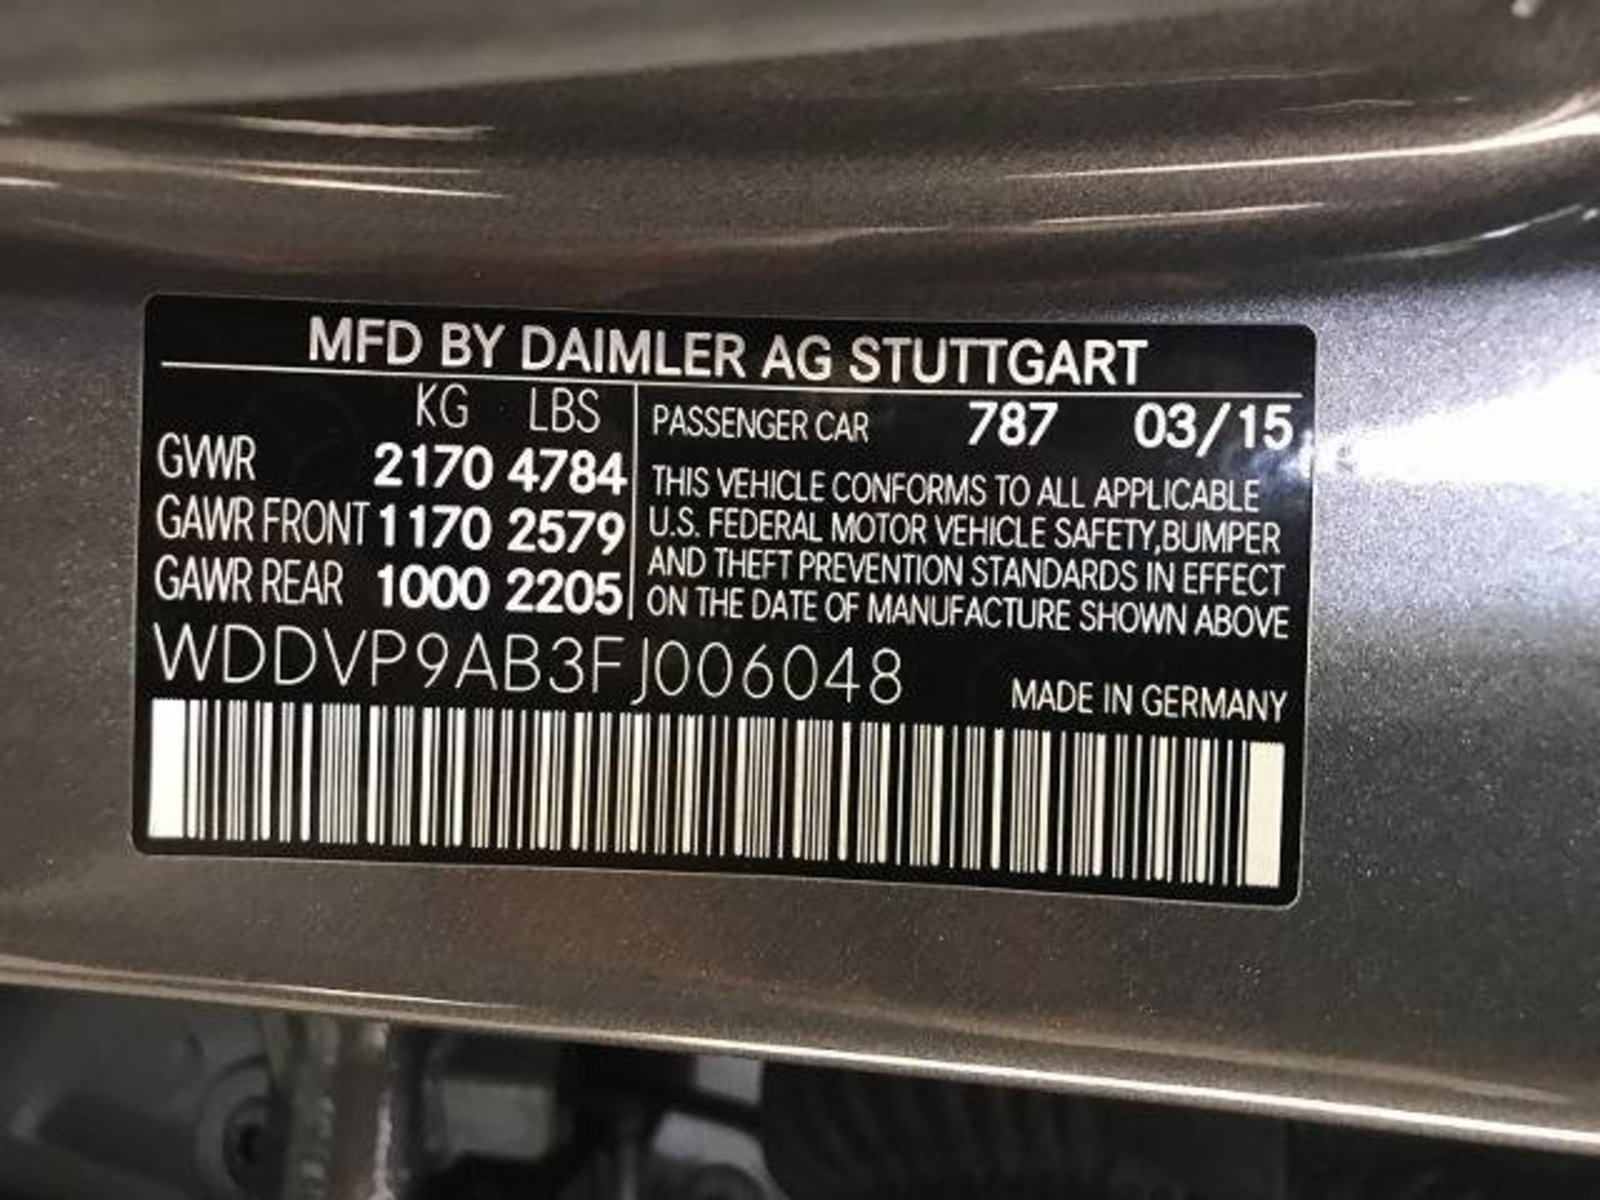 MFD BY DAIMLER AG STUTTGART
KG LBS
GVWR 2170 4784
GAWR FRONT 1170 2579
GAWR REAR 1000 2205
PASSENGER CAR 787 03/15
THIS VEHICLE CONFORMS TO ALL APPLICABLE
U.S. FEDERAL MOTOR VEHICLE SAFETY,BUMPER
AND THEFT PREVENTION STANDARDS IN EFFECT
ON THE DATE OF MANUFACTURE SHOWN ABOVE
WDDVP9AB3FJ006048
MADE IN GERMANY